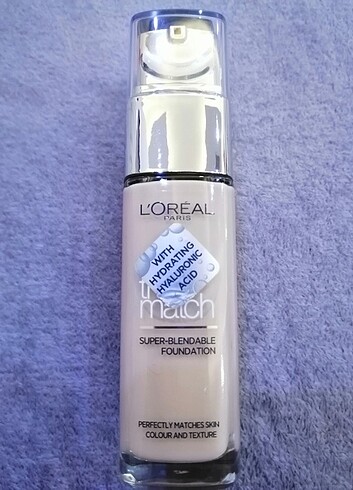 L'ORÉAL
PARIS
WITH
HYDRATING
HYALURONIC
ACID
match
SUPER-BLENDABLE
FOUNDATION
PERFECTLY MATCHES SKIN
COLOUR AND TEXTURE